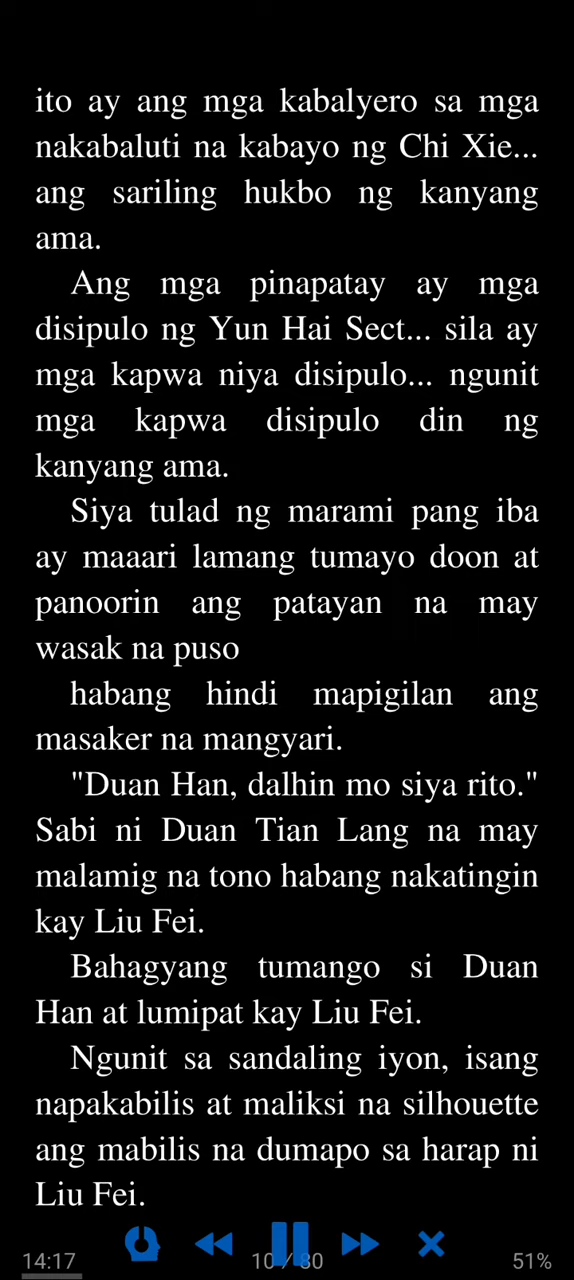 ito ay ang mga kabalyero sa mga
nakabaluti na kabayo ng Chi Xie...
ang sariling hukbo ng kanyang
ama.
Ang mga pinapatay ay mga
disipulo ng Yun Hai Sect... sila ay
mga kapwa niya disipulo... ngunit
mga kapwa disipulo din ng
kanyang ama.
Siya tulad ng marami pang iba
ay maaari lamang tumayo doon at
panoorin ang patayan na may
wasak na puso
habang hindi mapigilan ang
masaker na mangyari.
"Duan Han, dalhin mo siya rito."
Sabi ni Duan Tian Lang na may
malamig na tono habang nakatingin
kay Liu Fei.
Bahagyang tumango si Duan
Han at lumipat kay Liu Fei.
Ngunit sa sandaling iyon, isang
napakabilis at maliksi na silhouette
ang mabilis na dumapo sa harap ni
Liu Fei.
14:17 10 / 80 51%